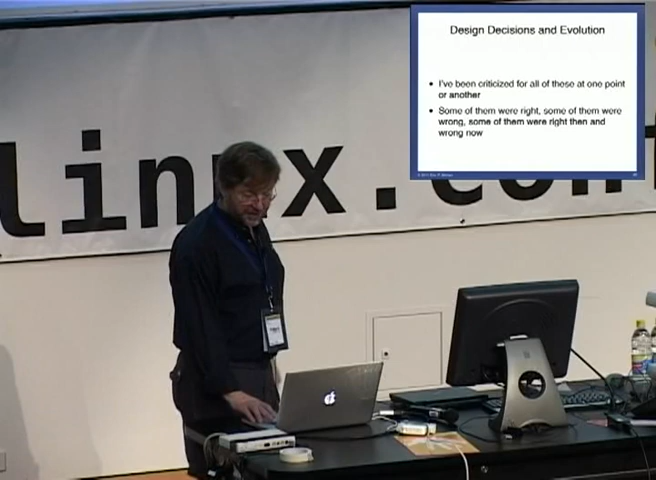 Design Decisions and Evolution
• I've been criticized for all of these at one point
or another
• Some of them were right, some of them were
wrong, some of them were right then and
wrong now
linux.conf